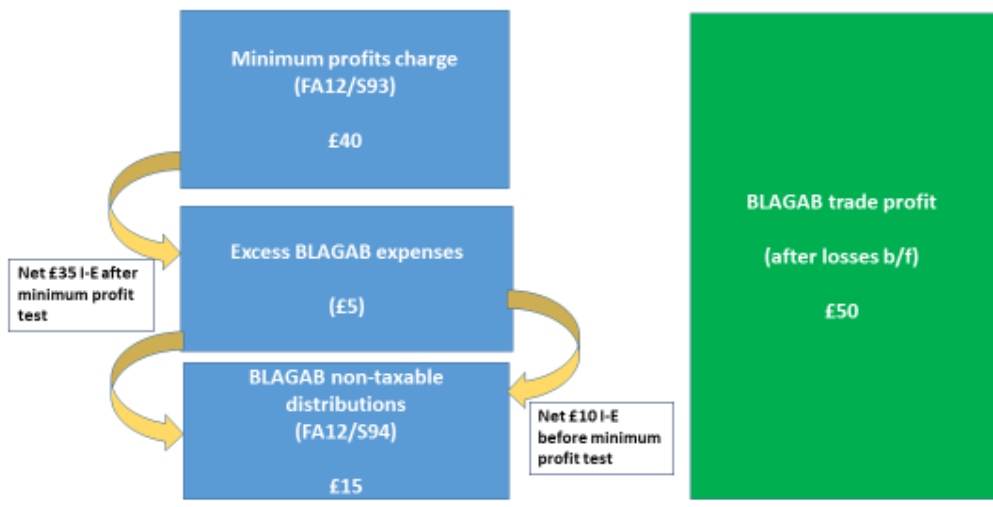 Minimum profits charge
(FA12/S93)
£40
Net £35 I-E after
minimum profit
test
Excess BLAGAB expenses
(£5)
BLAGAB non-taxable
distributions
(FA12/S94)
£15
Net £10 I-E
before minimum
profit test
BLAGAB trade profit
(after losses b/f)
£50